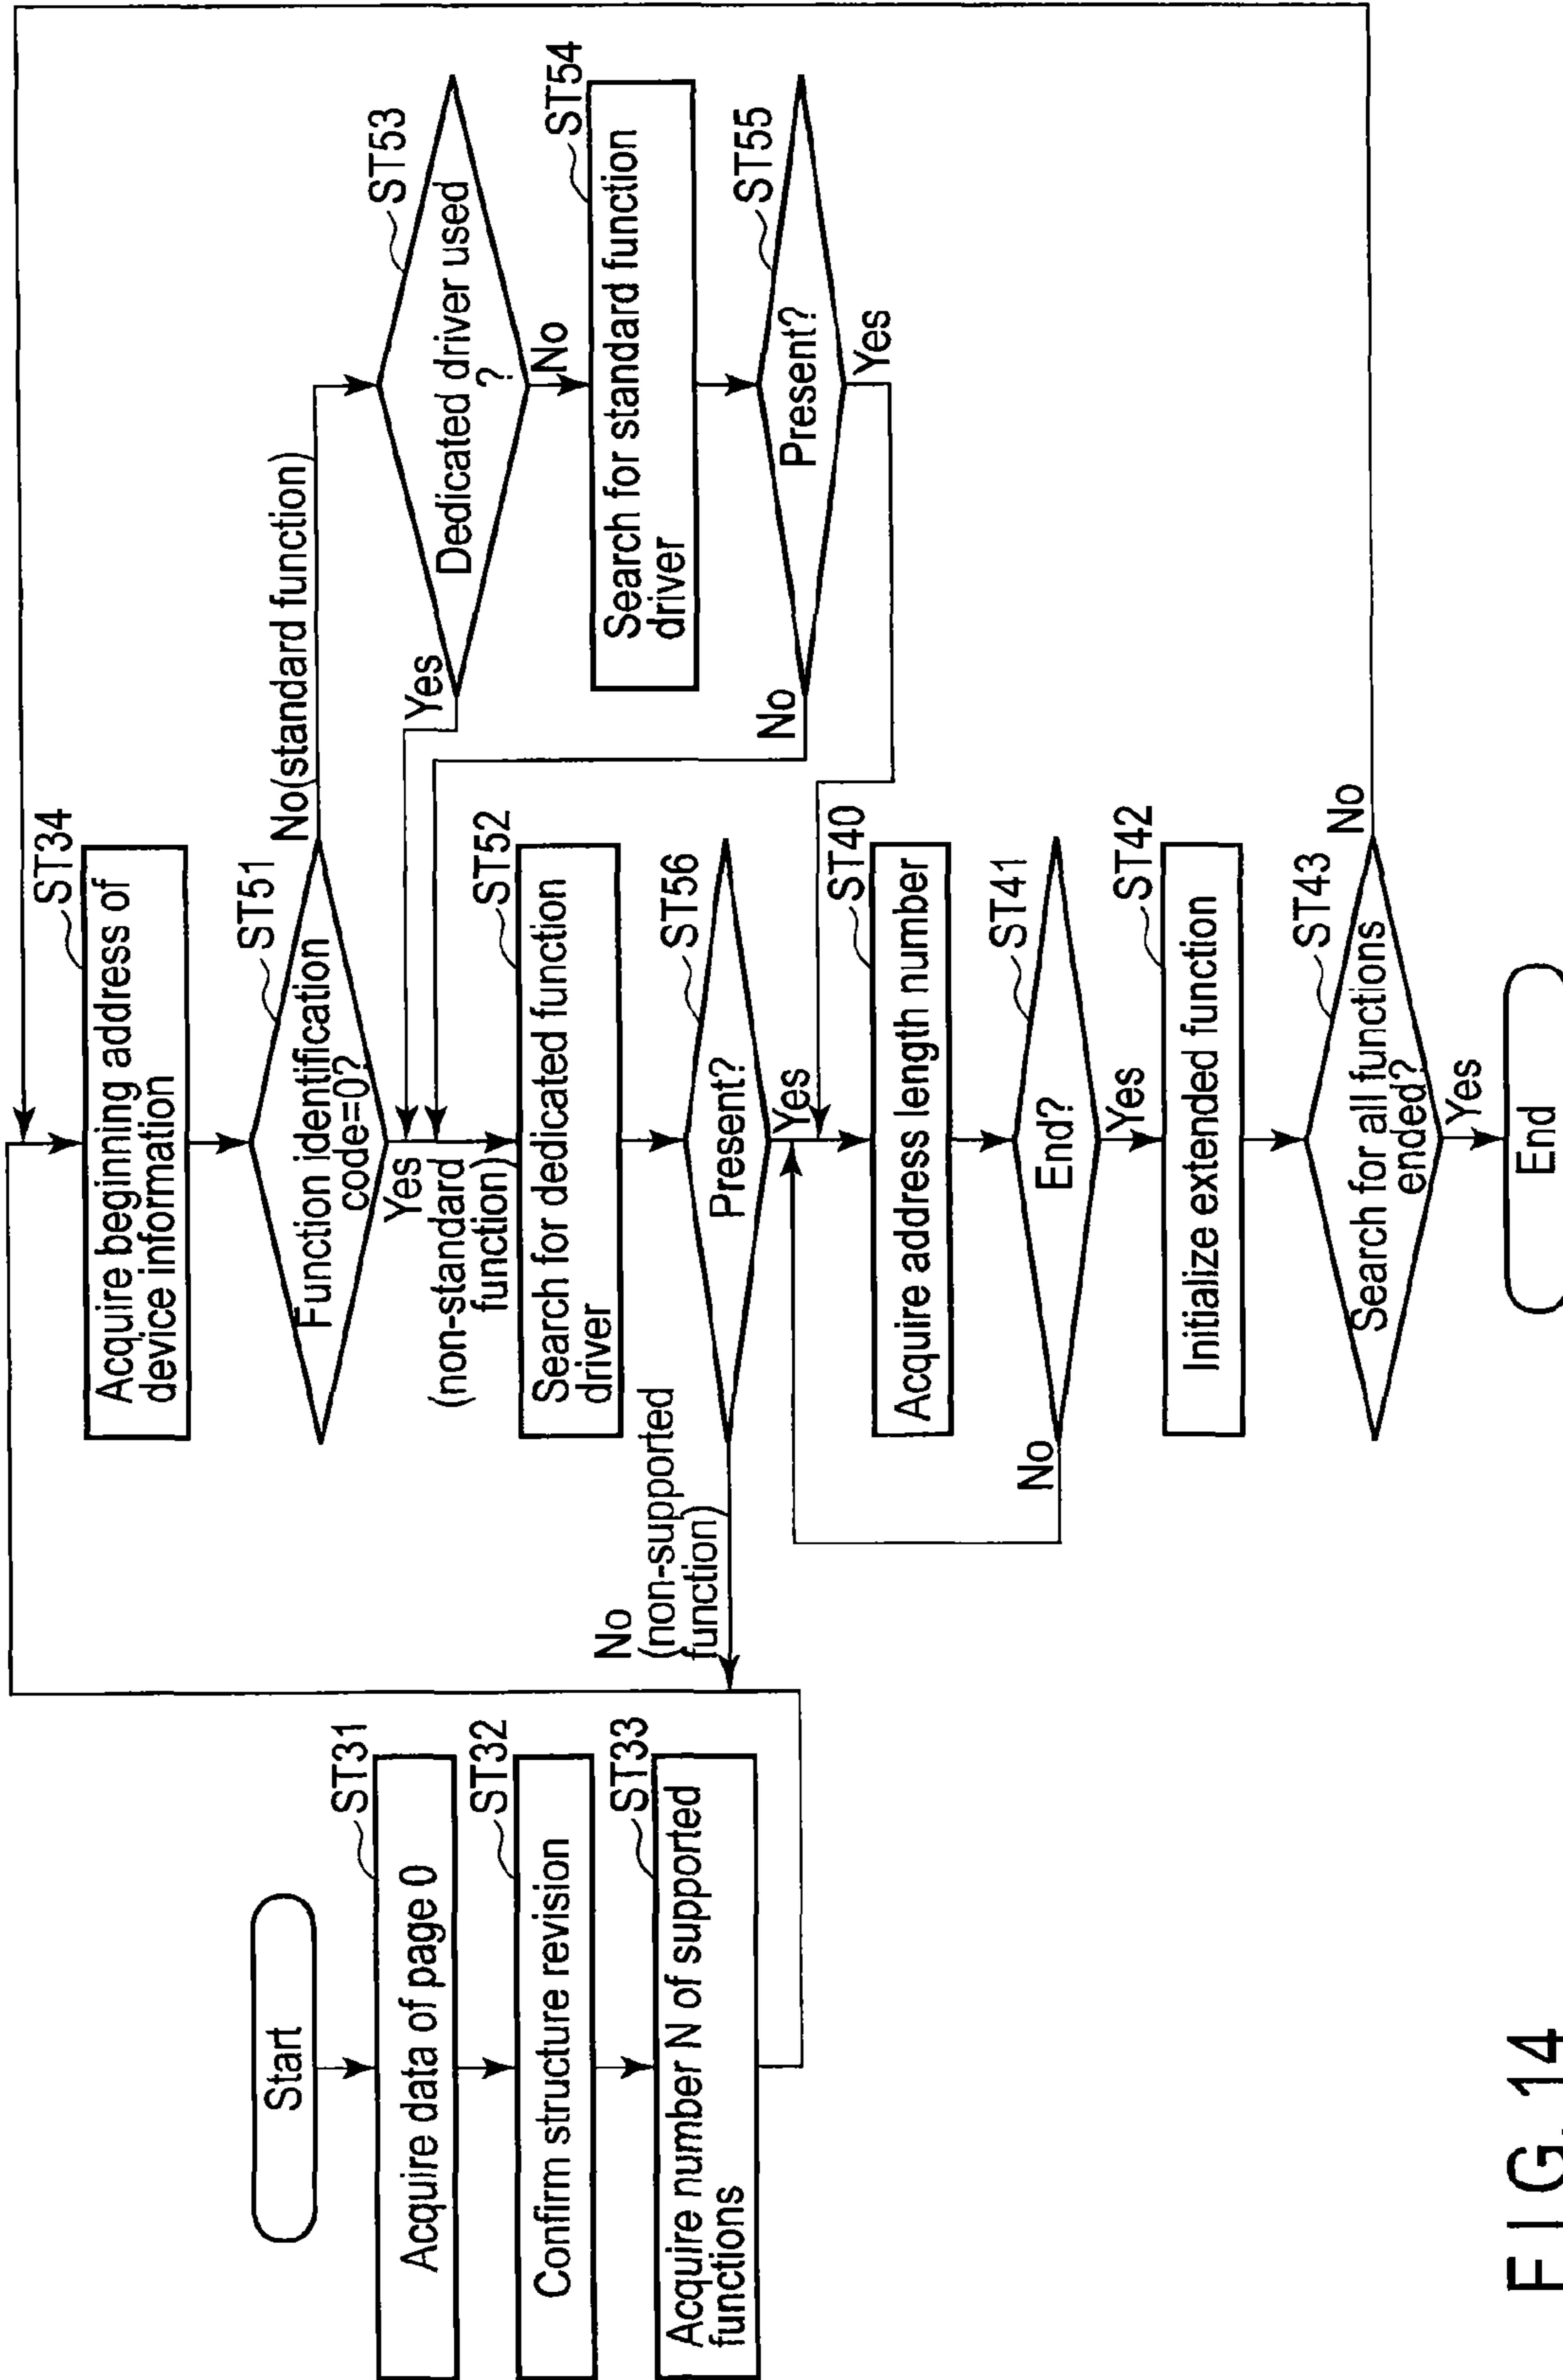 Start
ST31
Acquire data of page 0
ST32
Confirm structure revision
ST33
Acquire number N of supported
functions
ST34
Acquire beginning address of
device information
ST51
Function identification
code=0?
No(standard function)
Yes
(non-standard
function)
ST53
Dedicated driver used
?
Yes
No
ST54
Search for standard function
driver
ST55
Present?
No
Yes
ST52
Search for dedicated function
driver
ST56
Present?
Yes
No
(non-supported
function)
ST40
Acquire address length number
ST41
End?
No
Yes
ST42
Initialize extended function
ST43
Search for all functions
ended?
No
Yes
End
FIG. 14